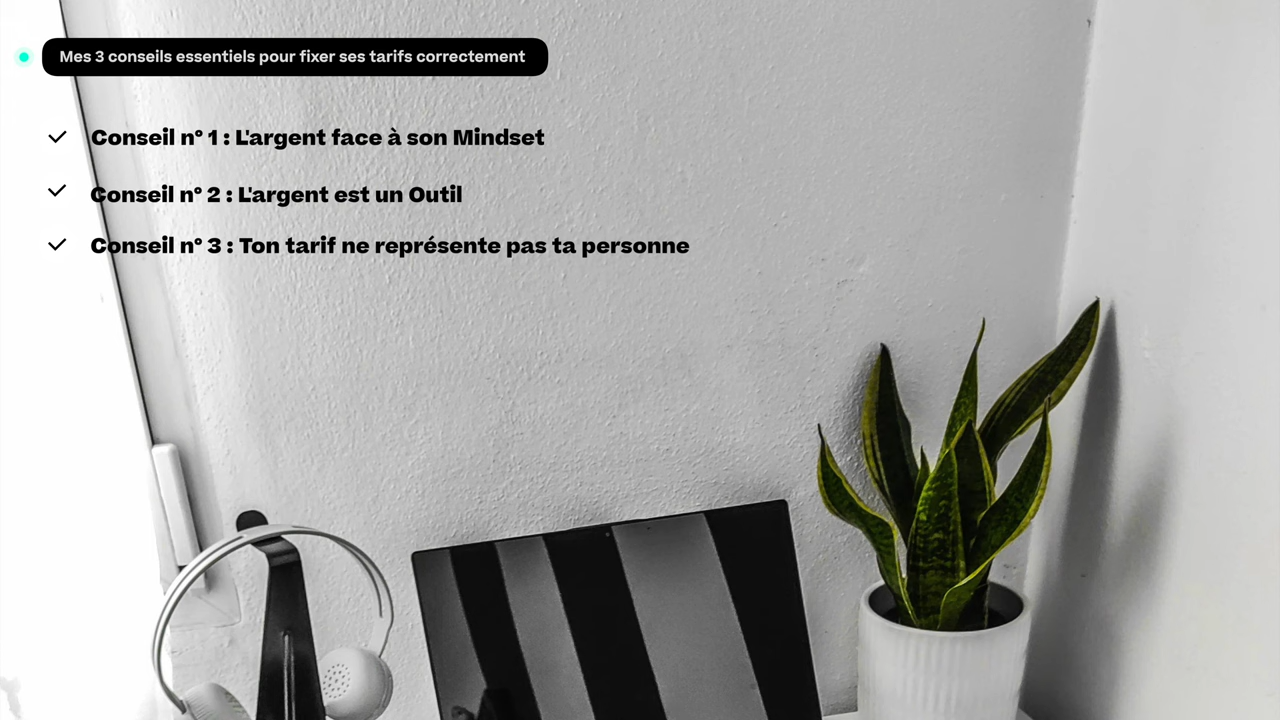 Mes 3 conseils essentiels pour fixer ses tarifs correctement
Conseil n° 1 : L'argent face à son Mindset
Conseil n° 2 : L'argent est un Outil
Conseil n° 3 : Ton tarif ne représente pas ta personne